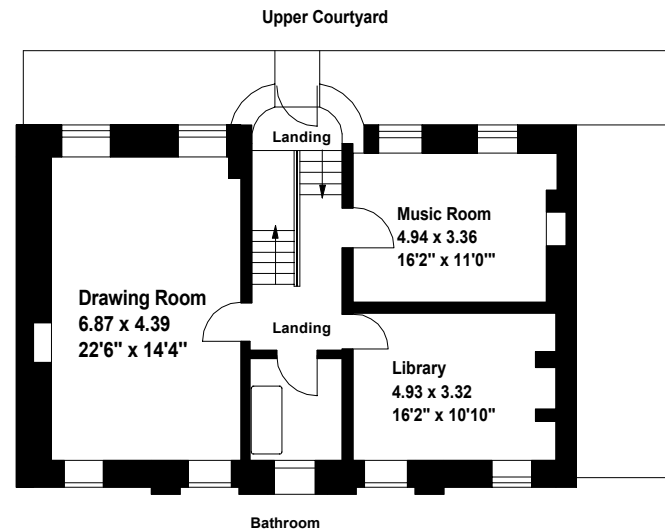 Upper Courtyard
Landing
Music Room
4.94 x 3.36
16'2" x 11'0'"
Drawing Room
6.87 x 4.39
22'6" x 14'4"
Landing
Library
4.93 x 3.32
16'2" x 10'10"
Bathroom